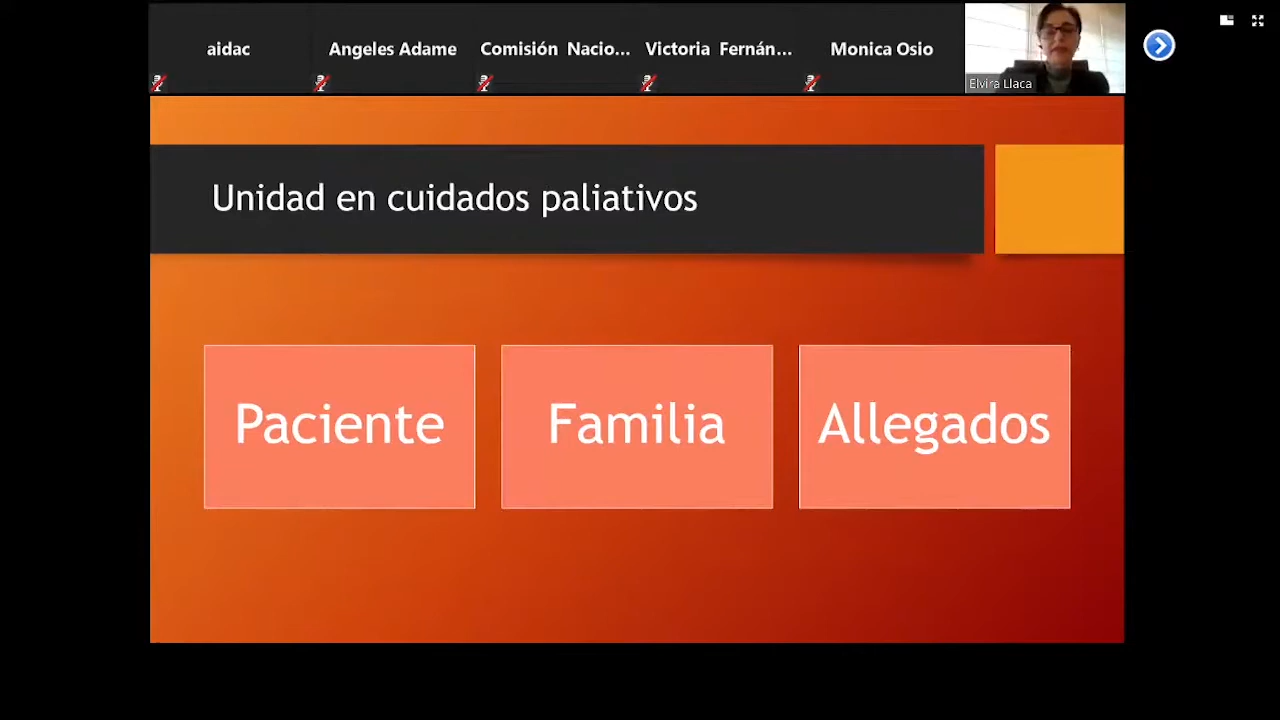 aidac
Angeles Adame
Comisión Nacio...
Victoria Fernán...
Monica Osio
Elvira Llaca
Unidad en cuidados paliativos
Paciente
Familia
Allegados